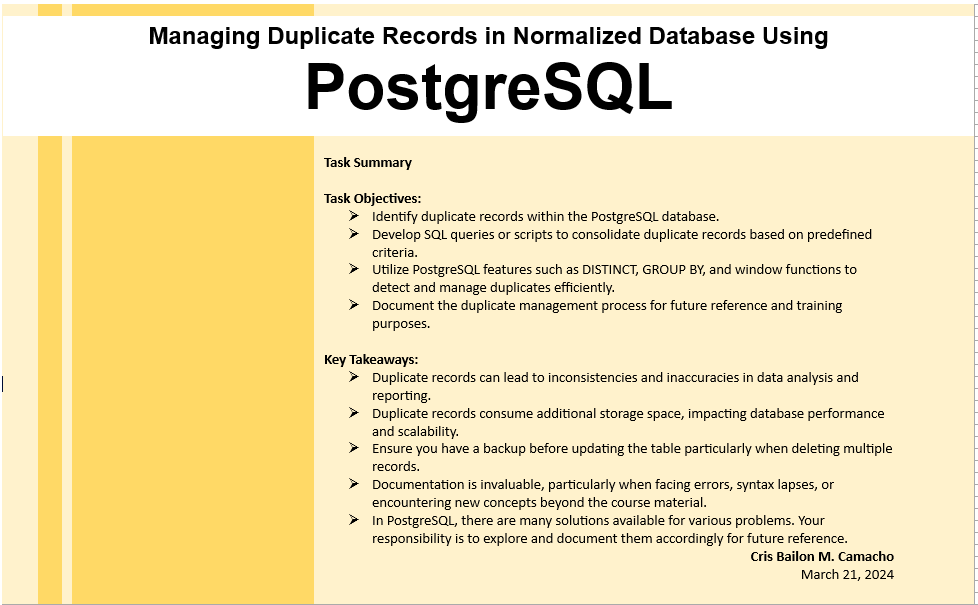 Managing Duplicate Records in Normalized Database Using
PostgreSQL
Task Summary
Task Objectives:
➢ Identify duplicate records within the PostgreSQL database.
➢ Develop SQL queries or scripts to consolidate duplicate records based on predefined
criteria.
➢ Utilize PostgreSQL features such as DISTINCT, GROUP BY, and window functions to
detect and manage duplicates efficiently.
➢ Document the duplicate management process for future reference and training
purposes.
Key Takeaways:
➢ Duplicate records can lead to inconsistencies and inaccuracies in data analysis and
reporting.
➢ Duplicate records consume additional storage space, impacting database performance
and scalability.
➢ Ensure you have a backup before updating the table particularly when deleting multiple
records.
➢ Documentation is invaluable, particularly when facing errors, syntax lapses, or
encountering new concepts beyond the course material.
➢ In PostgreSQL, there are many solutions available for various problems. Your
responsibility is to explore and document them accordingly for future reference.
Cris Bailon M. Camacho
March 21, 2024